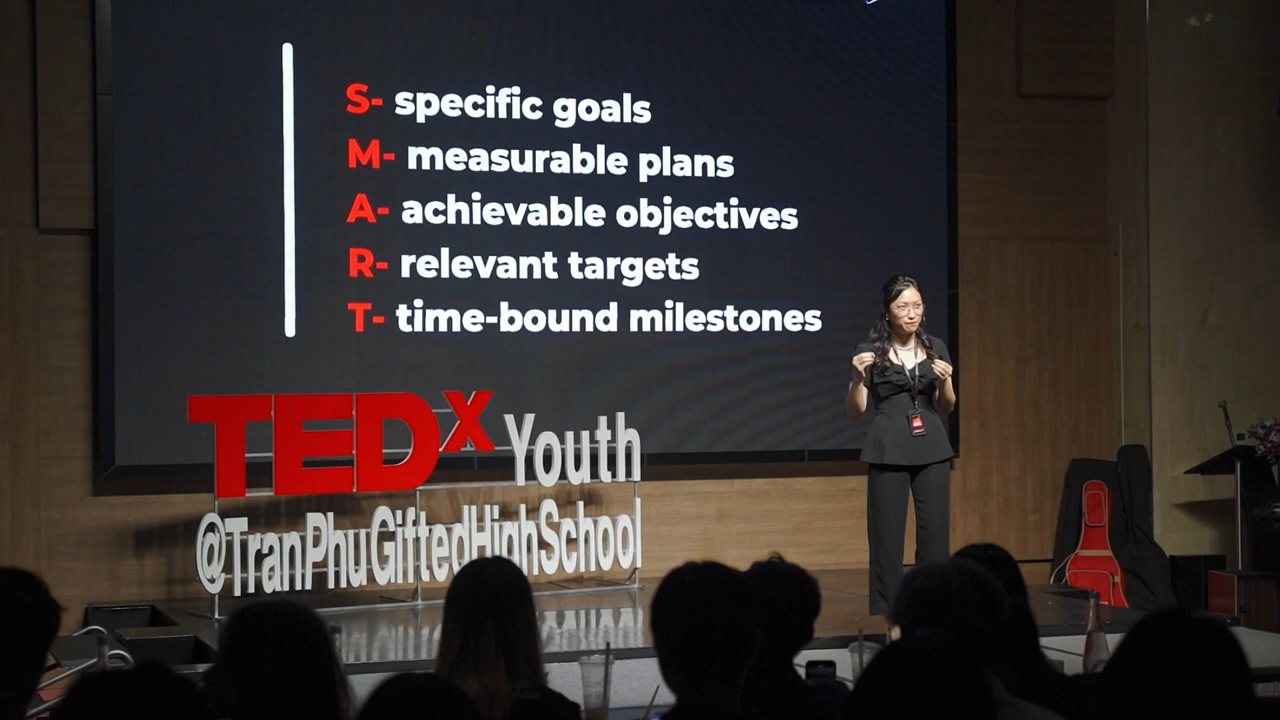 S- specific goals
M- measurable plans
A- achievable objectives
R- relevant targets
T- time-bound milestones
TEDx Youth
@TranPhuGiftedHighSchool